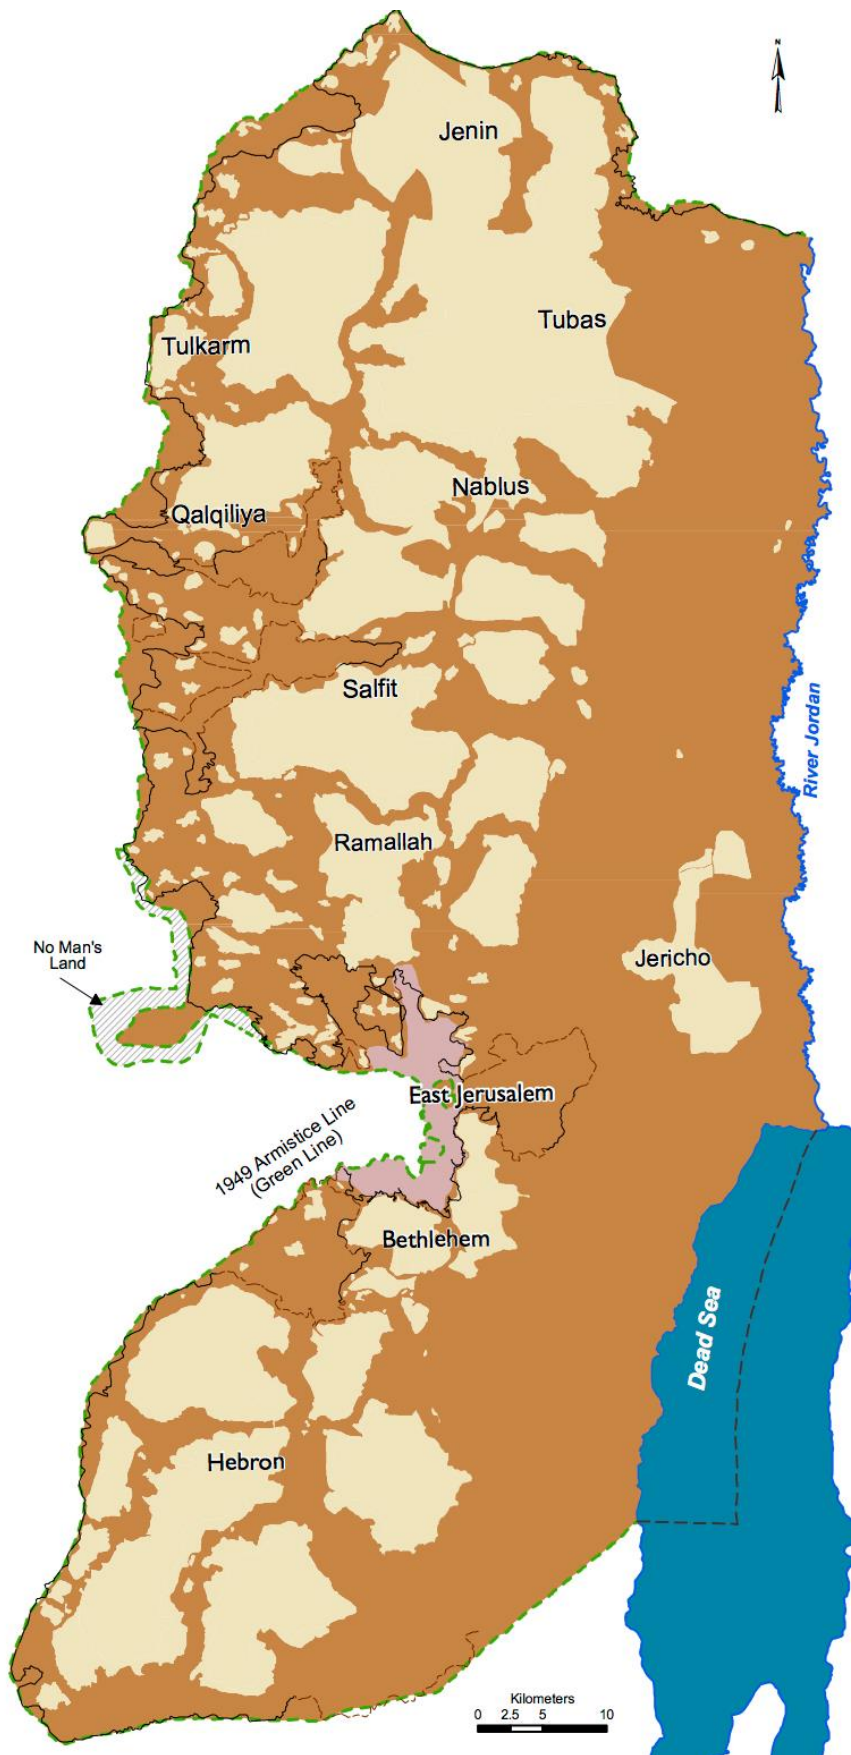 N
Jenin
Tubas
Tulkarm
Nablus
Qalqiliya
Salfit
River Jordan
Ramallah
No Man's
Land
Jericho
East Jerusalem
1949 Armistice Line
(Green Line)
Bethlehem
Dead Sea
Hebron
Kilometers
0 2.5 5 10